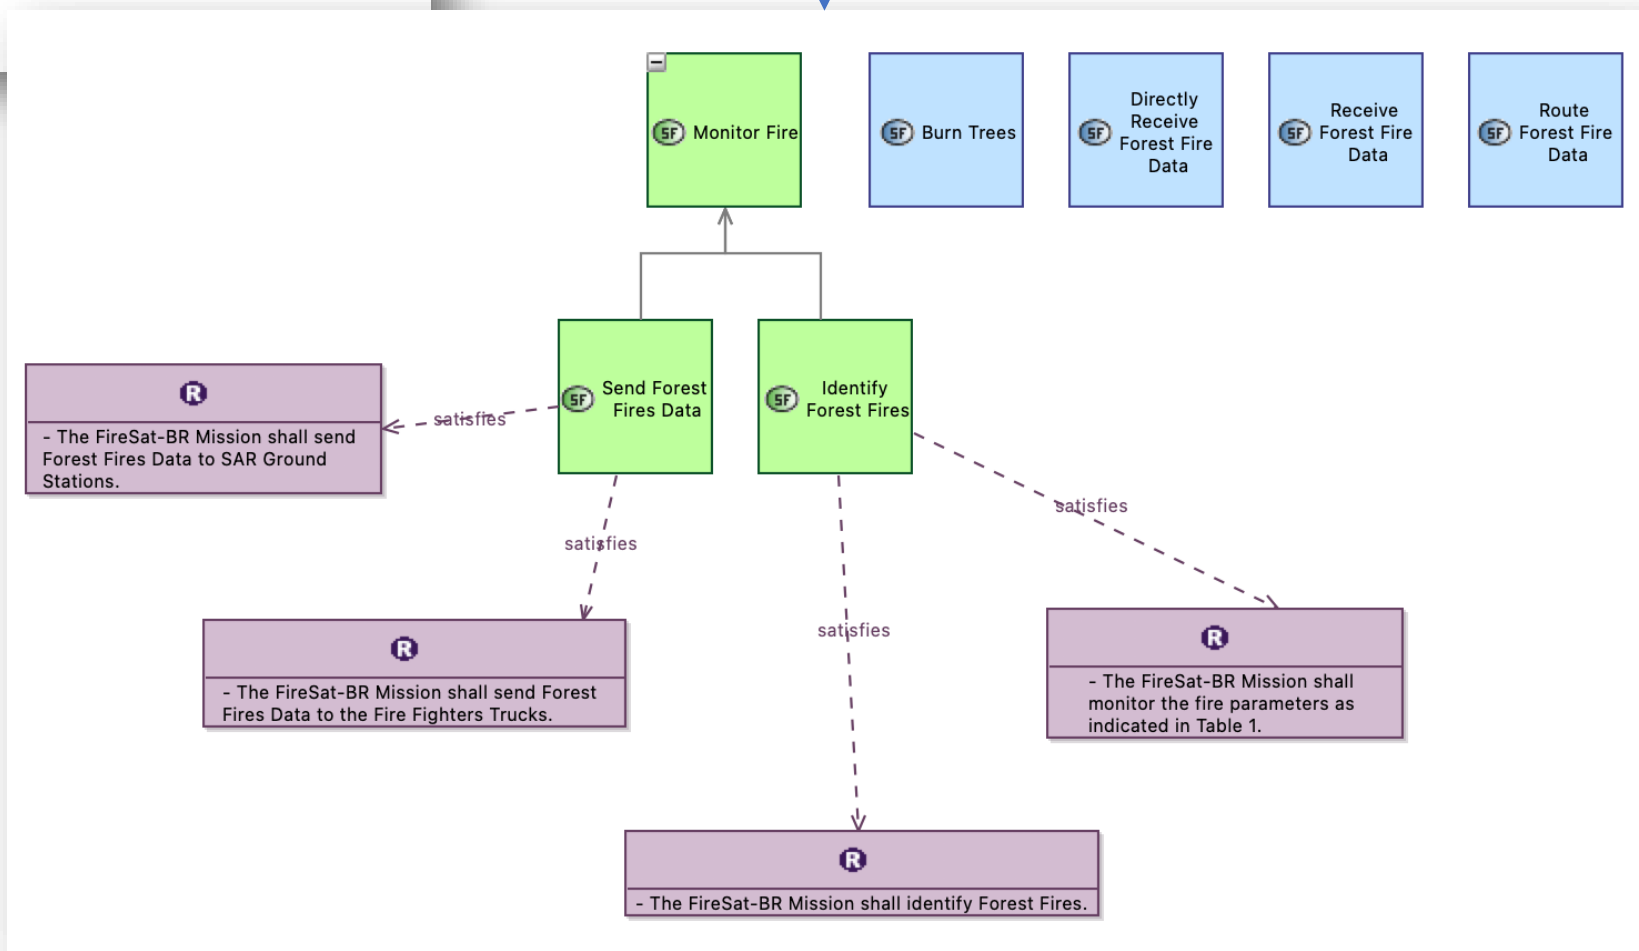 SF Monitor Fire
SF Burn Trees
SF
Directly
Receive
Forest Fire
Data
SF
Receive
Forest Fire
Data
SF
Route
Forest Fire
Data
SF
Send Forest
Fires Data
SF
Identify
Forest Fires
R
- The FireSat-BR Mission shall send
Forest Fires Data to SAR Ground
Stations.
satisfies
satisfies
satisfies
satisfies
R
- The FireSat-BR Mission shall send Forest
Fires Data to the Fire Fighters Trucks.
R
- The FireSat-BR Mission shall
monitor the fire parameters as
indicated in Table 1.
R
- The FireSat-BR Mission shall identify Forest Fires.